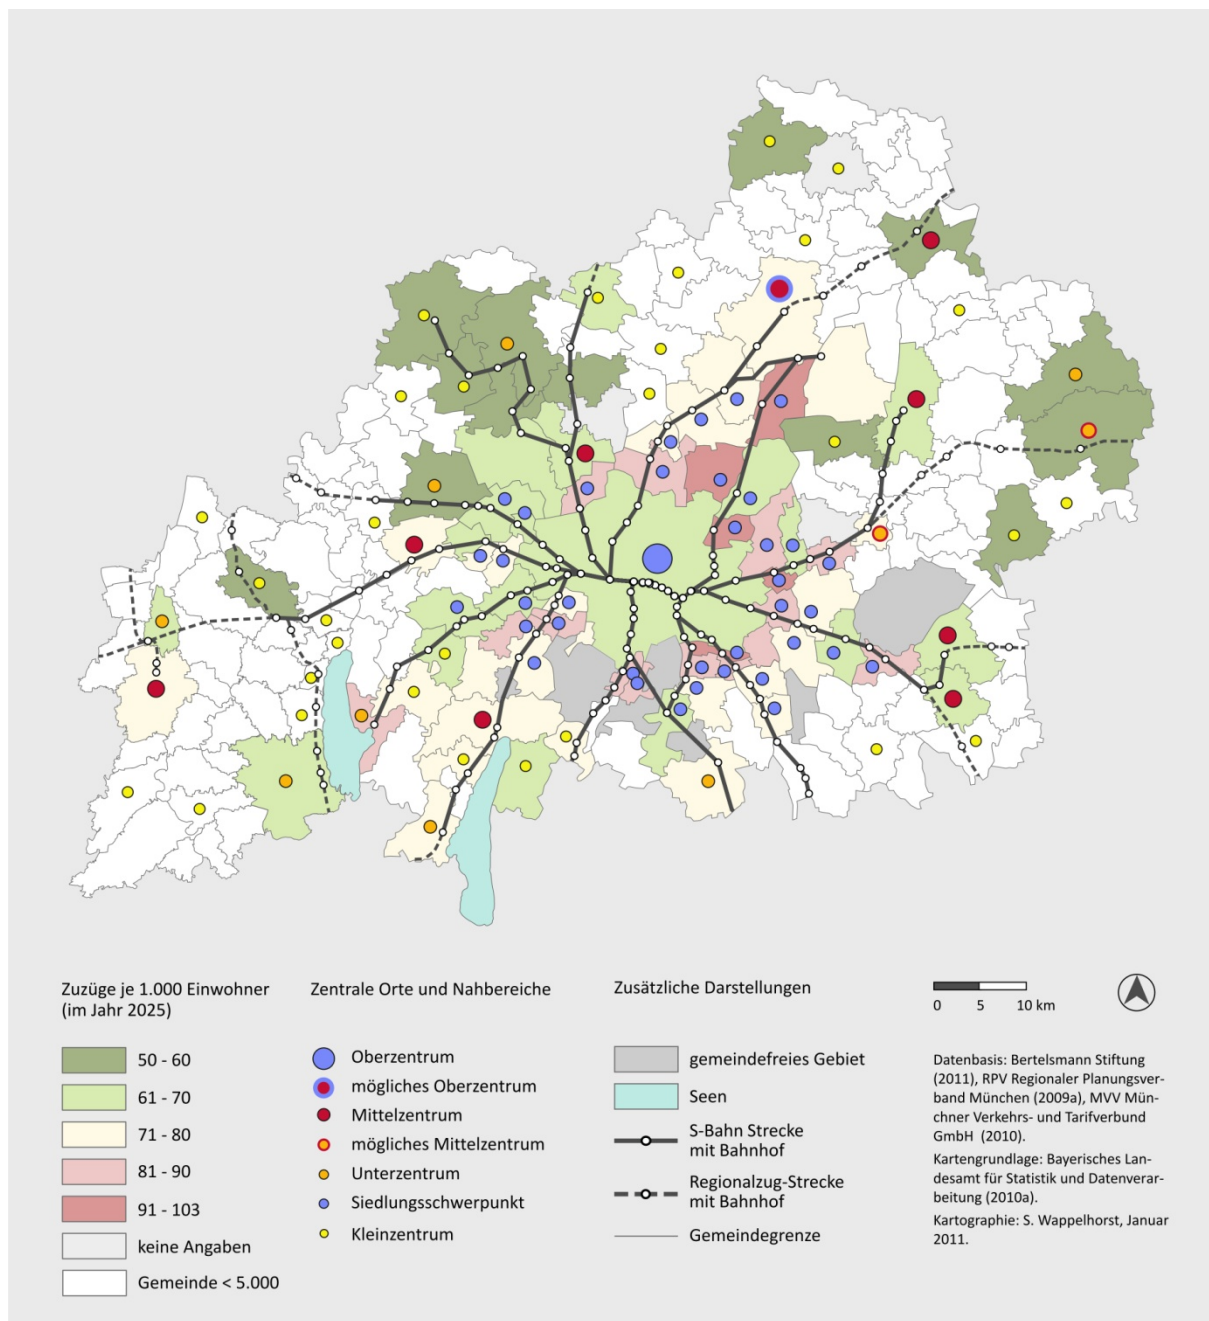 Zuzüge je 1.000 Einwohner
(im Jahr 2025)
50 - 60
61 - 70
71 - 80
81 - 90
91 - 103
keine Angaben
Gemeinde < 5.000
Zentrale Orte und Nahbereiche
Oberzentrum
mögliches Oberzentrum
Mittelzentrum
mögliches Mittelzentrum
Unterzentrum
Siedlungsschwerpunkt
Kleinzentrum
Zusätzliche Darstellungen
gemeindefreies Gebiet
Seen
S-Bahn Strecke
mit Bahnhof
Regionalzug-Strecke
mit Bahnhof
Gemeindegrenze
0 5 10 km
Datenbasis: Bertelsmann Stiftung
(2011), RPV Regionaler Planungsver-
band München (2009a), MVV Mün-
chner Verkehrs- und Tarifverbund
GmbH (2010).
Kartengrundlage: Bayerisches Lan-
desamt für Statistik und Datenverar-
beitung (2010a).
Kartographie: S. Wappelhorst, Januar
2011.